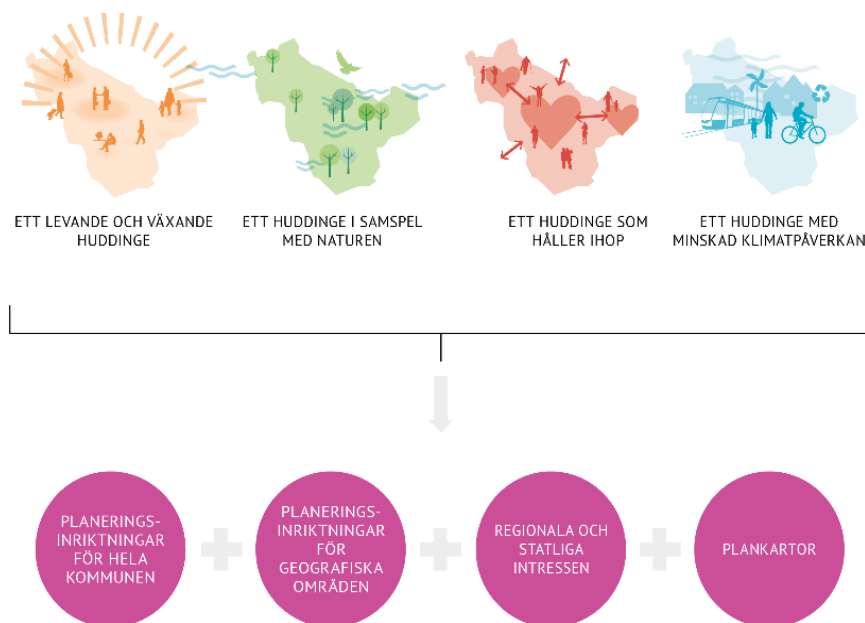 ETT LEVANDE OCH VÄXANDE
HUDDINGE
ETT HUDDINGE I SAMSPEL
MED NATUREN
ETT HUDDINGE SOM
HÅLLER IHOP
ETT HUDDINGE MED
MINSKAD KLIMATPÅVERKAN
PLANERINGS-
INRIKTNINGAR
FÖR HELA
KOMMUNEN
PLANERINGS-
INRIKTNINGAR
FÖR
GEOGRAFISKA
OMRÅDEN
REGIONALA OCH
STATLIGA
INTRESSEN
PLANKARTOR